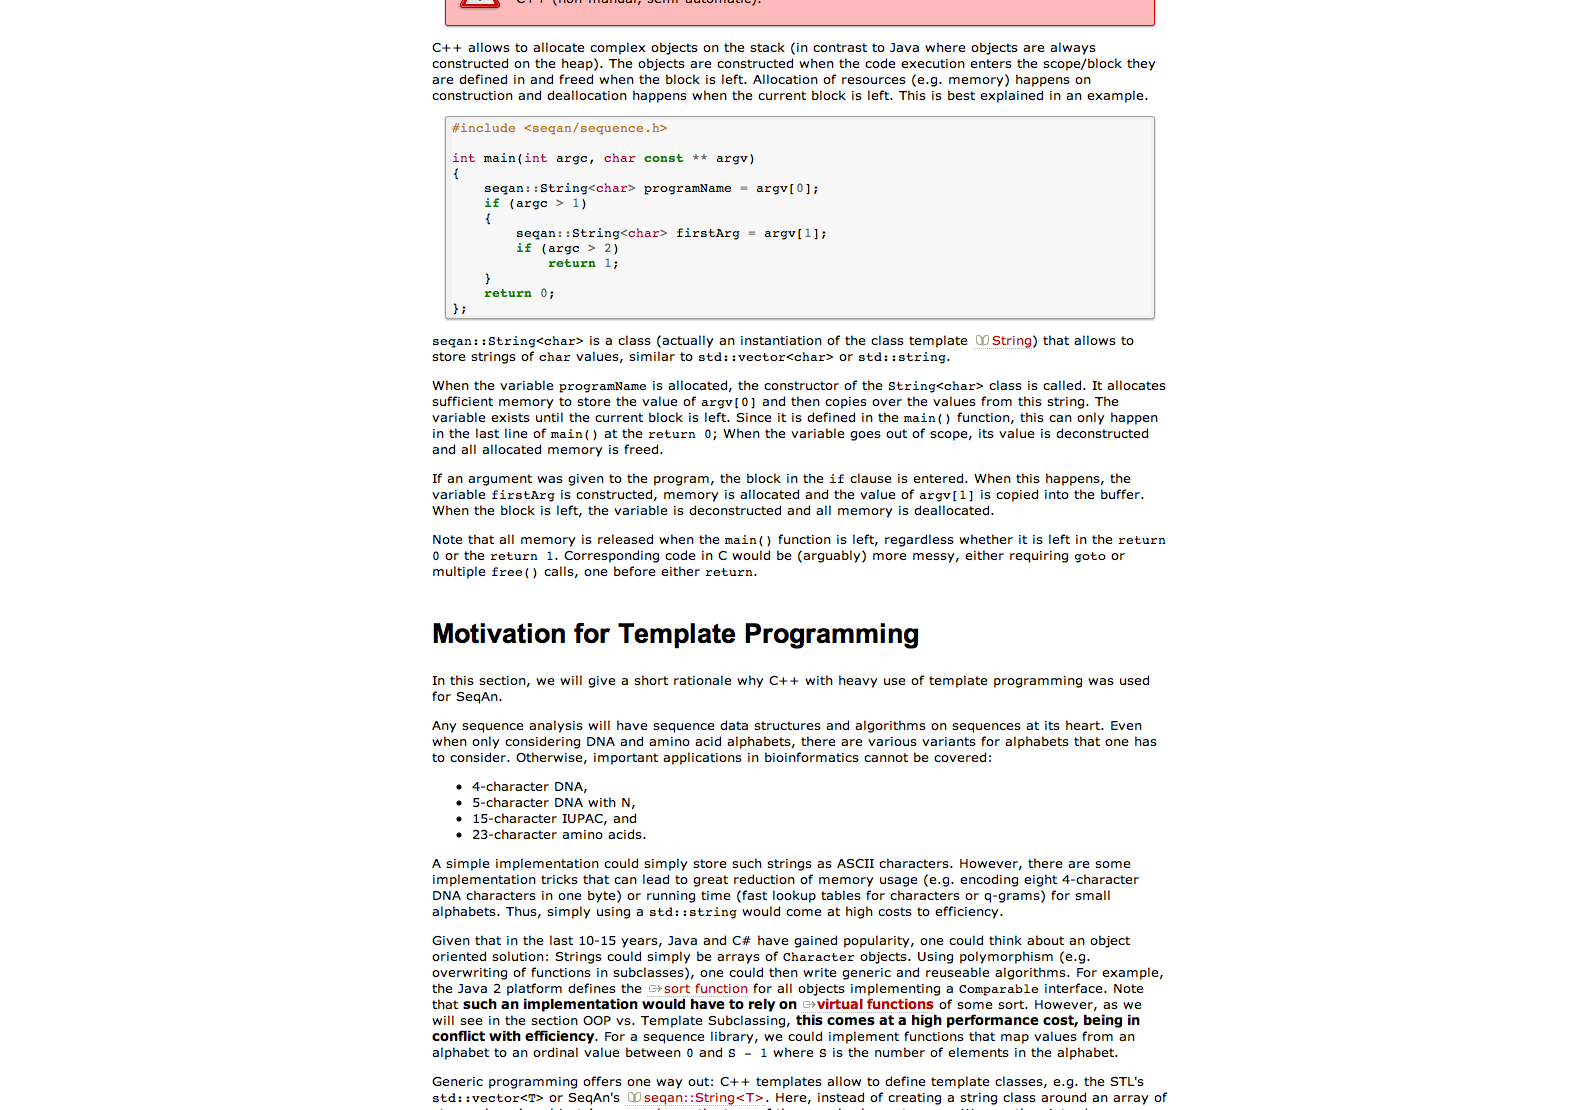 C++ allows to allocate complex objects on the stack (in contrast to Java where objects are always
constructed on the heap). The objects are constructed when the code execution enters the scope/block they
are defined in and freed when the block is left. Allocation of resources (e.g. memory) happens on
construction and deallocation happens when the current block is left. This is best explained in an example.
#include <seqan/sequence.h>
int main(int argc, char const ** argv)
{
    seqan::String<char> programName = argv[0];
    if (argc > 1)
    {
        seqan::String<char> firstArg = argv[1];
        if (argc > 2)
            return 1;
    }
    return 0;
};
seqan::String<char> is a class (actually an instantiation of the class template String) that allows to
store strings of char values, similar to std::vector<char> or std::string.
When the variable programName is allocated, the constructor of the String<char> class is called. It allocates
sufficient memory to store the value of argv[0] and then copies over the values from this string. The
variable exists until the current block is left. Since it is defined in the main() function, this can only happen
in the last line of main() at the return 0; When the variable goes out of scope, its value is deconstructed
and all allocated memory is freed.
If an argument was given to the program, the block in the if clause is entered. When this happens, the
variable firstArg is constructed, memory is allocated and the value of argv[1] is copied into the buffer.
When the block is left, the variable is deconstructed and all memory is deallocated.
Note that all memory is released when the main() function is left, regardless whether it is left in the return
0 or the return 1. Corresponding code in C would be (arguably) more messy, either requiring goto or
multiple free() calls, one before either return.
Motivation for Template Programming
In this section, we will give a short rationale why C++ with heavy use of template programming was used
for SeqAn.
Any sequence analysis will have sequence data structures and algorithms on sequences at its heart. Even
when only considering DNA and amino acid alphabets, there are various variants for alphabets that one has
to consider. Otherwise, important applications in bioinformatics cannot be covered:
• 4-character DNA,
• 5-character DNA with N,
• 15-character IUPAC, and
• 23-character amino acids.
A simple implementation could simply store such strings as ASCII characters. However, there are some
implementation tricks that can lead to great reduction of memory usage (e.g. encoding eight 4-character
DNA characters in one byte) or running time (fast lookup tables for characters or q-grams) for small
alphabets. Thus, simply using a std::string would come at high costs to efficiency.
Given that in the last 10-15 years, Java and C# have gained popularity, one could think about an object
oriented solution: Strings could simply be arrays of Character objects. Using polymorphism (e.g.
overwriting of functions in subclasses), one could then write generic and reuseable algorithms. For example,
the Java 2 platform defines the sort function for all objects implementing a Comparable interface. Note
that such an implementation would have to rely on virtual functions of some sort. However, as we
will see in the section OOP vs. Template Subclassing, this comes at a high performance cost, being in
conflict with efficiency. For a sequence library, we could implement functions that map values from an
alphabet to an ordinal value between 0 and S - 1 where S is the number of elements in the alphabet.
Generic programming offers one way out: C++ templates allow to define template classes, e.g. the STL's
std::vector<T> or SeqAn's seqan::String<T>. Here, instead of creating a string class around an array of